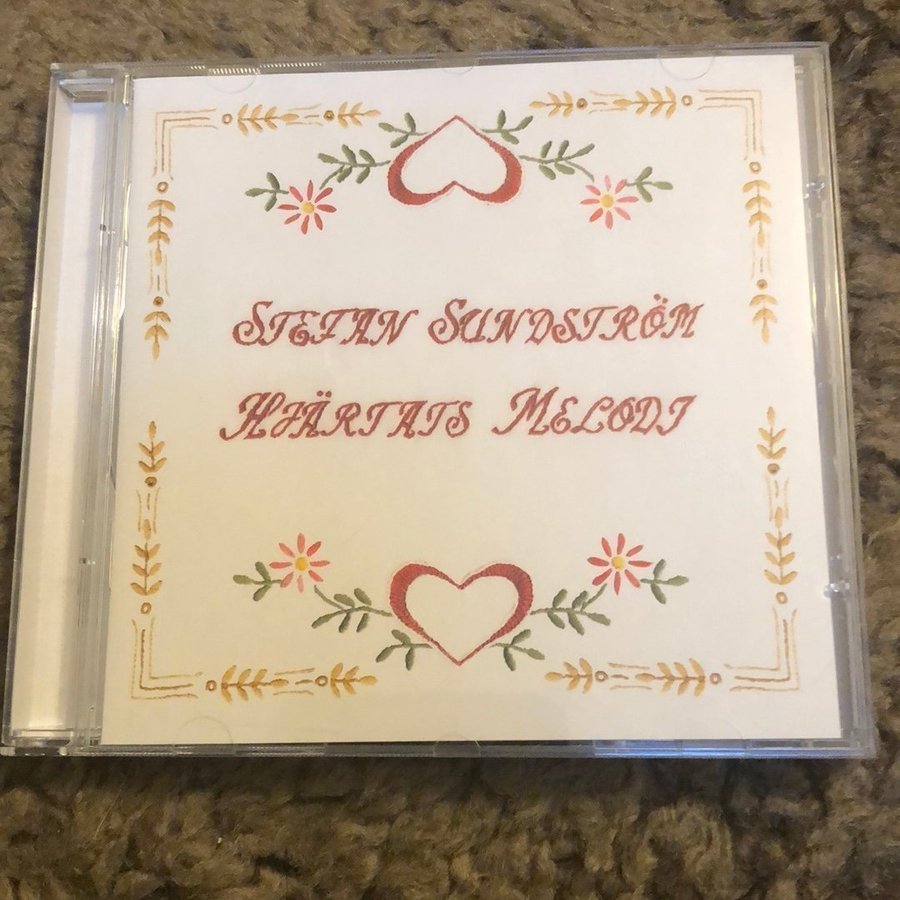 Stefan Sundström
Hjärtats Melodi